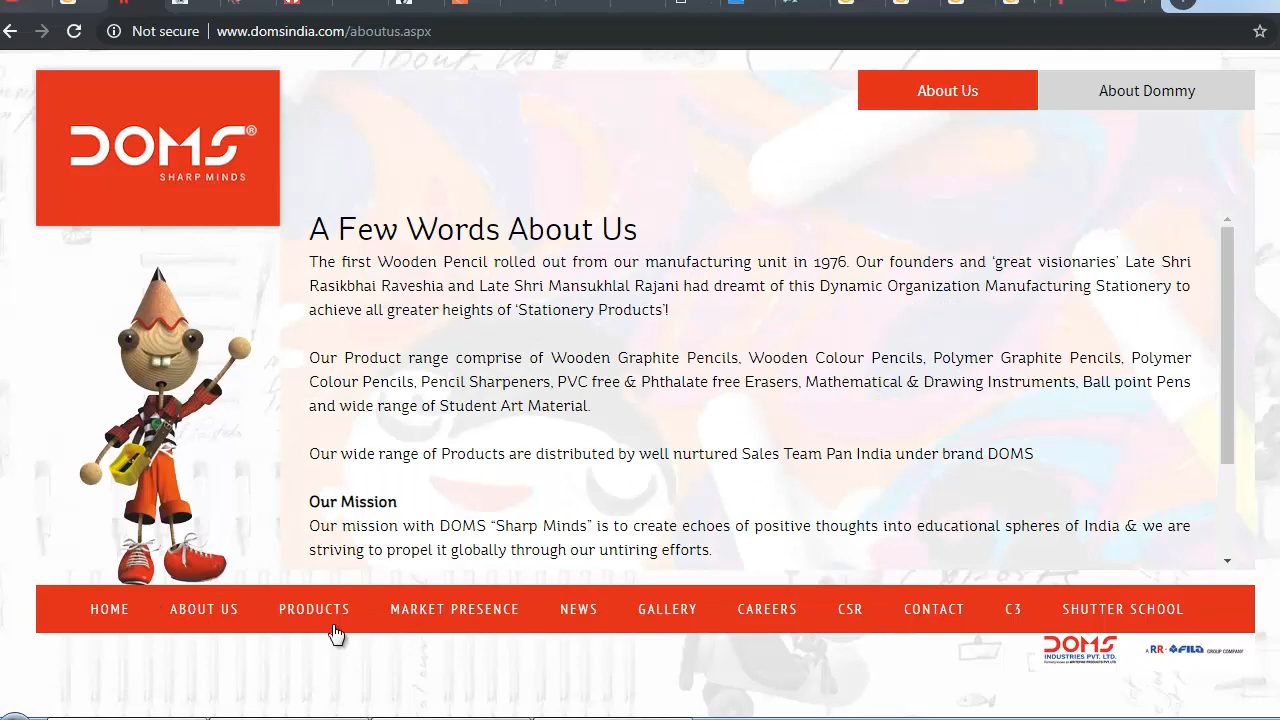 Not secure | www.domsindia.com/aboutus.aspx
About Us
About Dommy
DOMS®
SHARP MINDS
A Few Words About Us
The first Wooden Pencil rolled out from our manufacturing unit in 1976. Our founders and ‘great visionaries’ Late Shri
Rasikbhai Raveshia and Late Shri Mansukhlal Rajani had dreamt of this Dynamic Organization Manufacturing Stationery to
achieve all greater heights of ‘Stationery Products’!
Our Product range comprise of Wooden Graphite Pencils, Wooden Colour Pencils, Polymer Graphite Pencils, Polymer
Colour Pencils, Pencil Sharpeners, PVC free & Phthalate free Erasers, Mathematical & Drawing Instruments, Ball point Pens
and wide range of Student Art Material.
Our wide range of Products are distributed by well nurtured Sales Team Pan India under brand DOMS
Our Mission
Our mission with DOMS “Sharp Minds” is to create echoes of positive thoughts into educational spheres of India & we are
striving to propel it globally through our untiring efforts.
HOME ABOUT US PRODUCTS MARKET PRESENCE NEWS GALLERY CAREERS CSR CONTACT C3 SHUTTER SCHOOL
DOMS
INDUSTRIES PVT. LTD.
A RR- FILA GROUP COMPANY